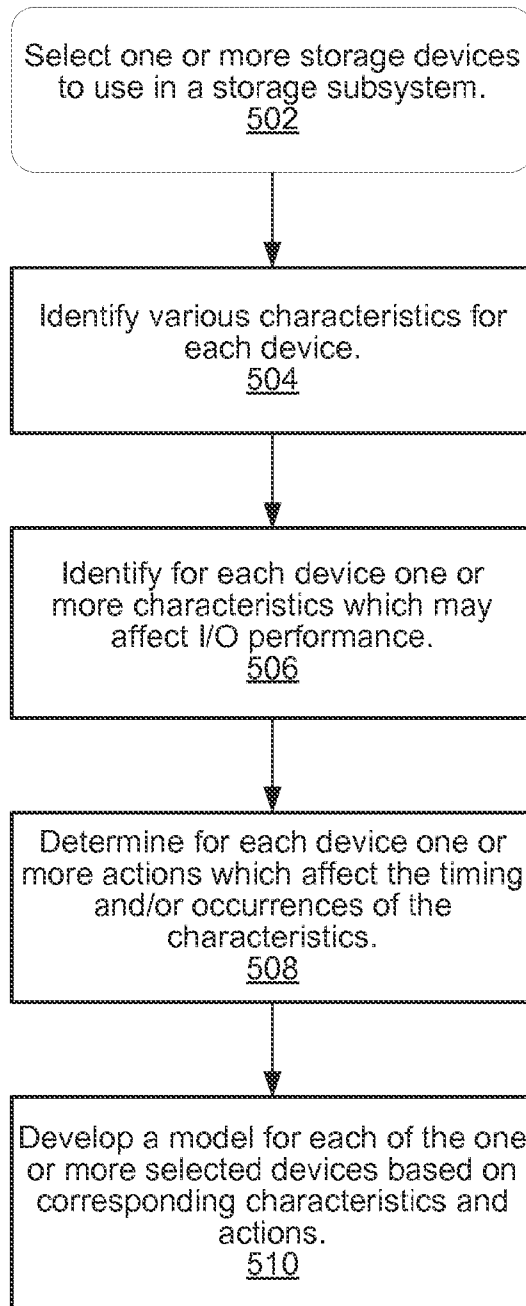 Select one or more storage devices
to use in a storage subsystem.
502
Identify various characteristics for
each device.
504
Identify for each device one or
more characteristics which may
affect I/O performance.
506
Determine for each device one or
more actions which affect the timing
and/or occurrences of the
characteristics.
508
Develop a model for each of the one
or more selected devices based on
corresponding characteristics and
actions.
510